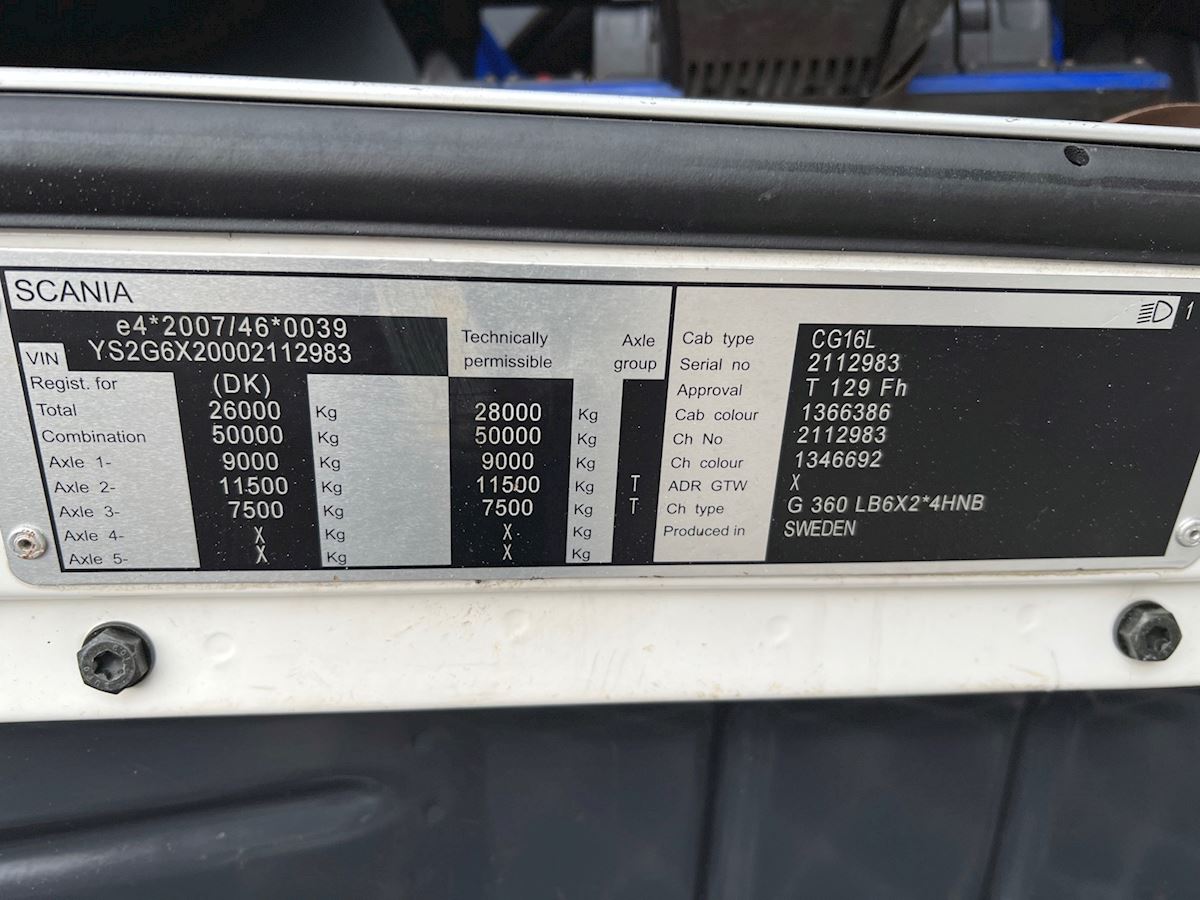 SCANIA
e4*2007/46*0039
VIN YS2G6X20002112983
Technically permissible
Axle group
Regist. for (DK)
Total 26000 Kg 28000 Kg
Combination 50000 Kg 50000 Kg
Axle 1- 9000 Kg 9000 Kg
Axle 2- 11500 Kg 11500 Kg T
Axle 3- 7500 Kg 7500 Kg T
Axle 4- X Kg X Kg
Axle 5- X Kg X Kg
1
Cab type CG16L
Serial no 2112983
Approval T 129 Fh
Cab colour 1366386
Ch No 2112983
Ch colour 1346692
ADR GTW X
Ch type G 360 LB6X2*4HNB
Produced in SWEDEN